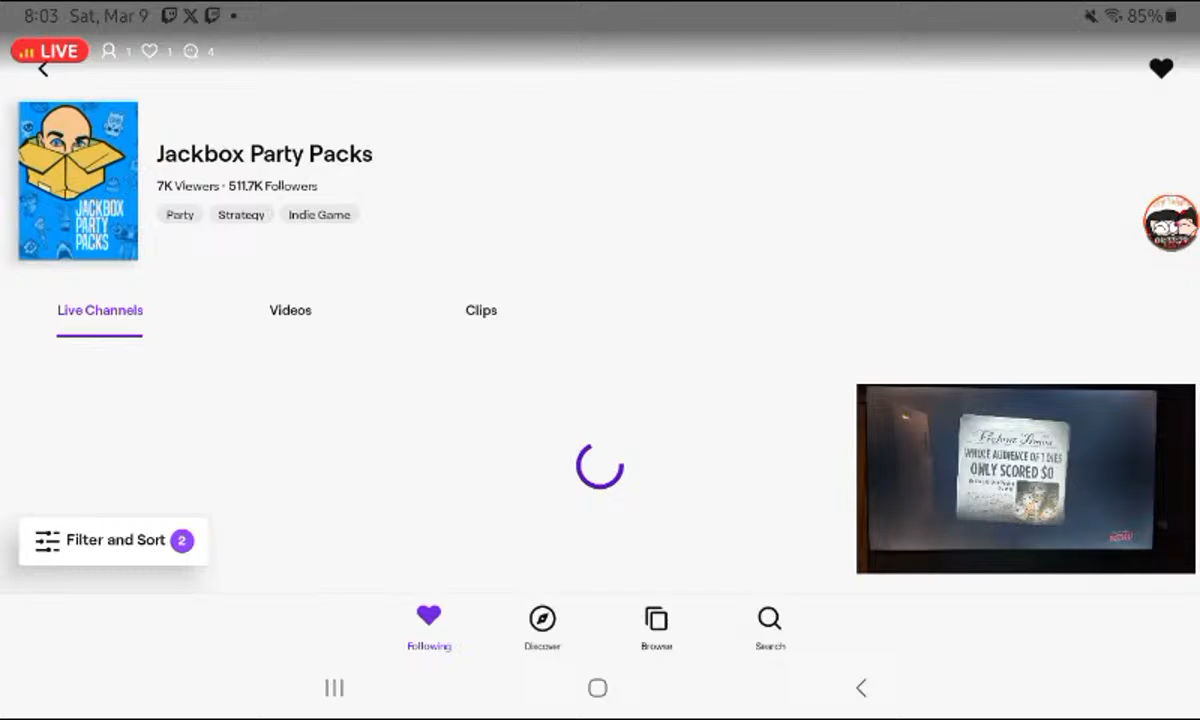 8:03 Sat, Mar 9
85%
LIVE 1 1 4
Jackbox Party Packs
7K Viewers · 511.7K Followers
Party Strategy Indie Game
JACKBOX
PARTY
PACKS
Live Channels Videos Clips
WHOLE AUDIENCE OF 1 DIES
ONLY SCORED $0
Filter and Sort 2
Following Discover Browse Search